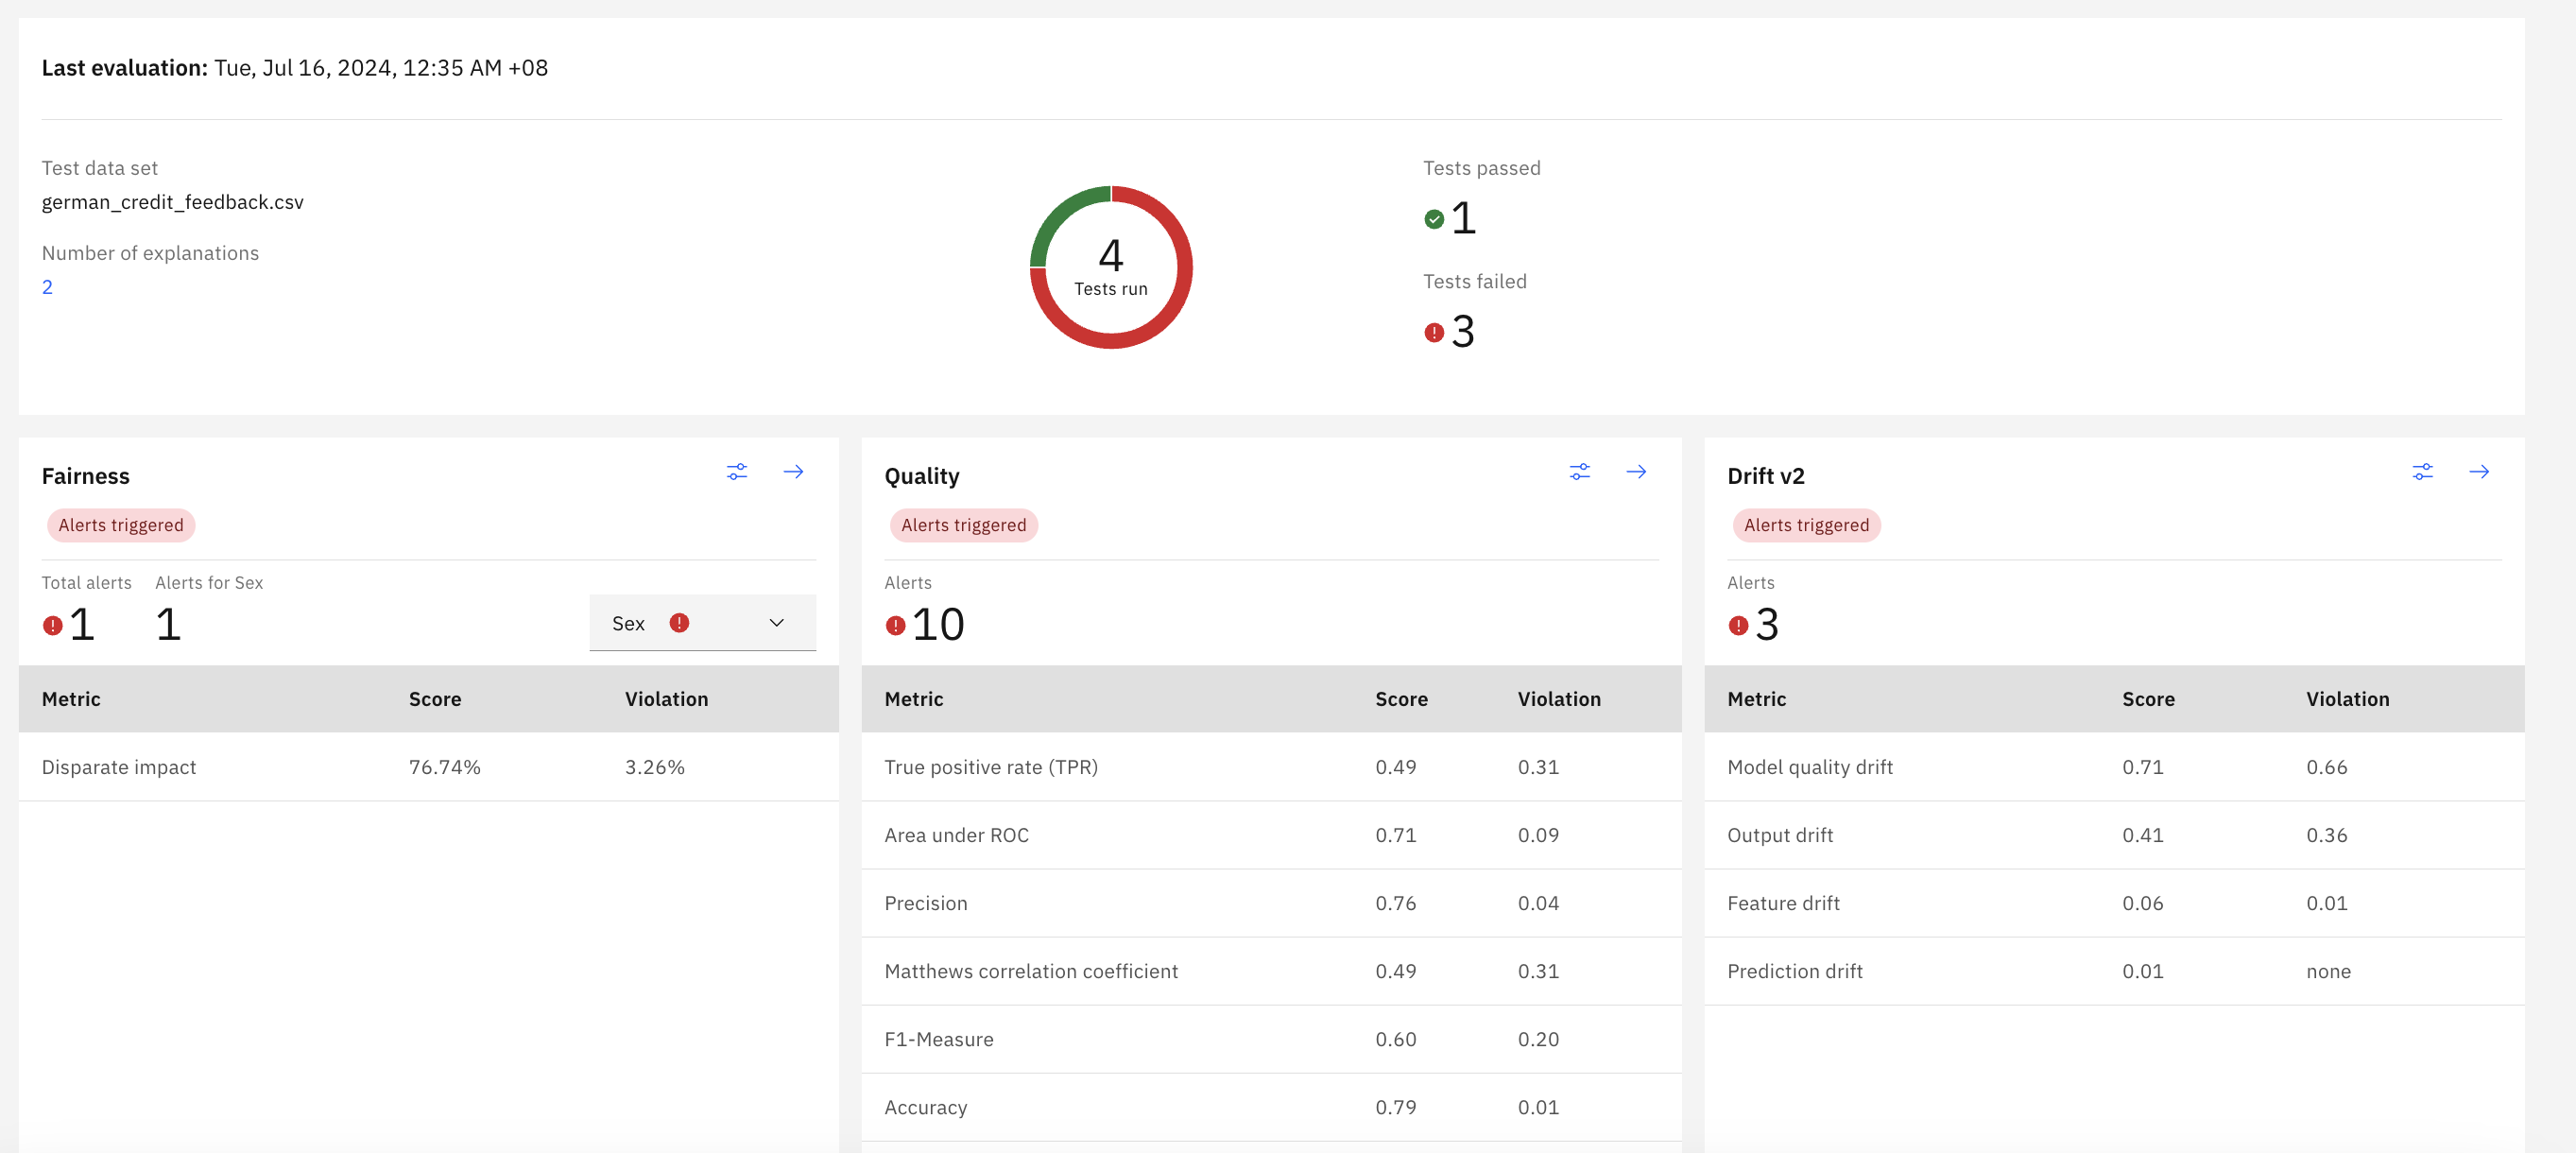 Last evaluation: Tue, Jul 16, 2024, 12:35 AM +08
Test data set
german_credit_feedback.csv
Number of explanations
2
4
Tests run
Tests passed
1
Tests failed
3
Fairness
Alerts triggered
Total alerts Alerts for Sex
1 1
Sex
Metric Score Violation
Disparate impact 76.74% 3.26%
Quality
Alerts triggered
Alerts
10
Metric Score Violation
True positive rate (TPR) 0.49 0.31
Area under ROC 0.71 0.09
Precision 0.76 0.04
Matthews correlation coefficient 0.49 0.31
F1-Measure 0.60 0.20
Accuracy 0.79 0.01
Drift v2
Alerts triggered
Alerts
3
Metric Score Violation
Model quality drift 0.71 0.66
Output drift 0.41 0.36
Feature drift 0.06 0.01
Prediction drift 0.01 none